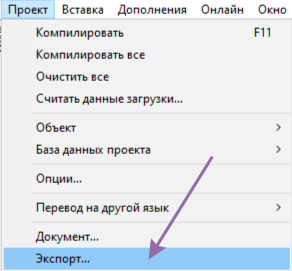 Проект Вставка Дополнения Онлайн Окно
Компилировать F11
Компилировать все
Очистить все
Считать данные загрузки...
Объект
База данных проекта
Опции...
Перевод на другой язык
Документ...
Экспорт...